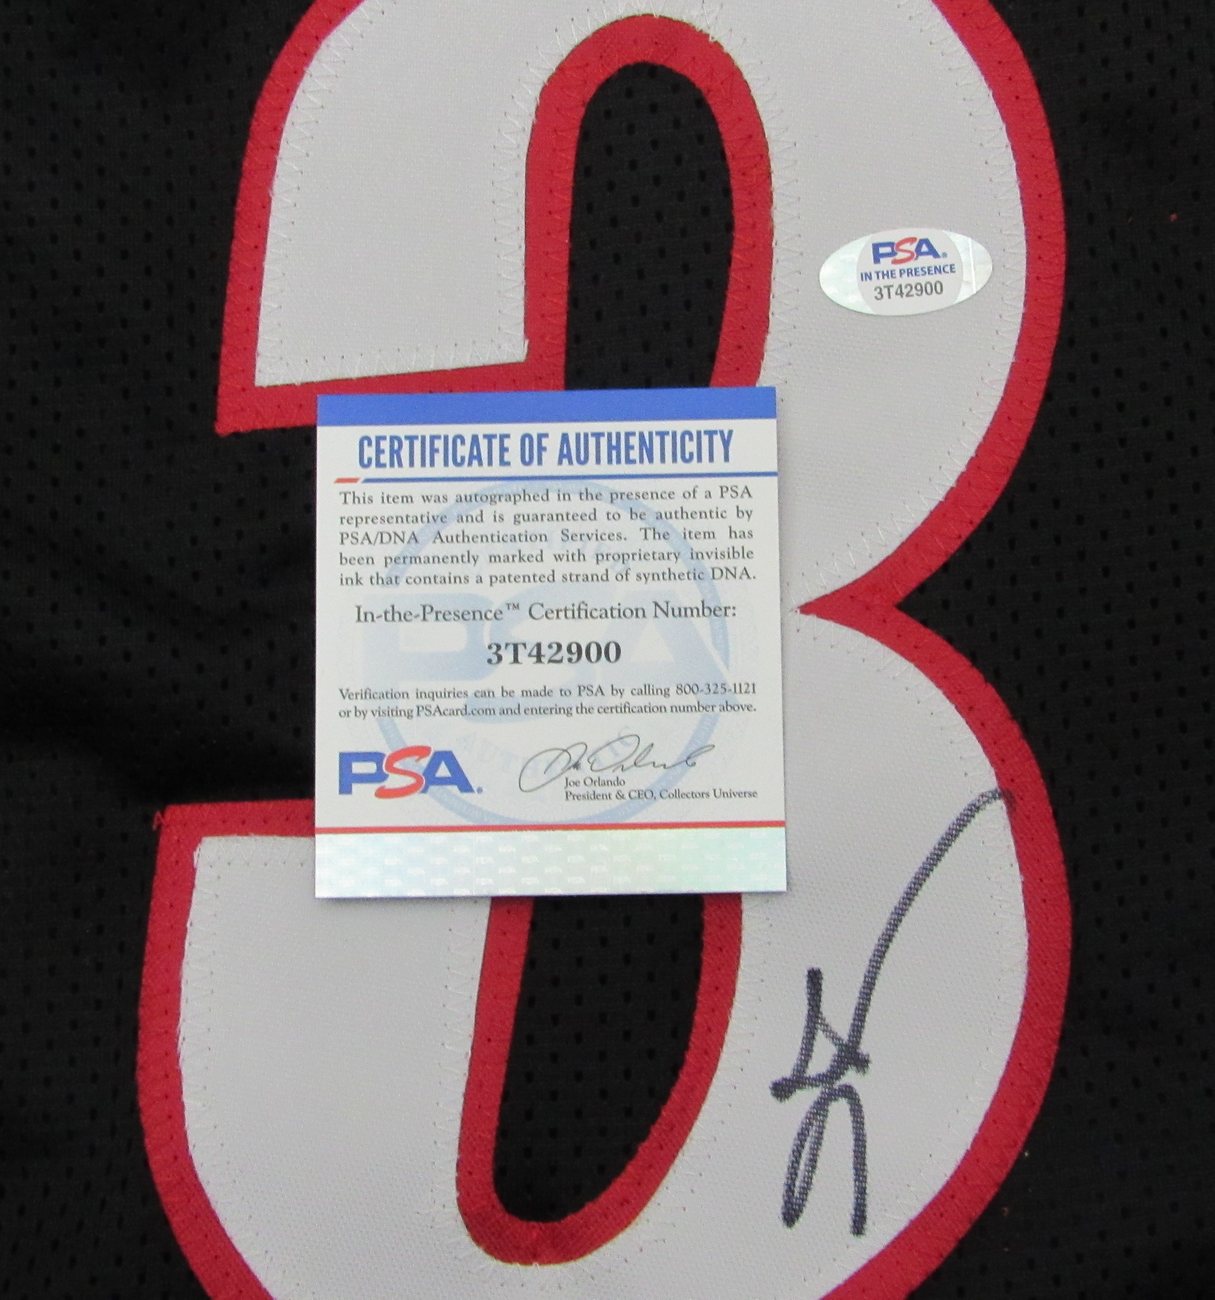 PSA.
IN THE PRESENCE
3T42900
CERTIFICATE OF AUTHENTICITY
This item was autographed in the presence of a PSA
representative and is guaranteed to be authentic by
PSA/DNA Authentication Services. The item has
been permanently marked with proprietary invisible
ink that contains a patented strand of synthetic DNA.
In-the-Presence™ Certification Number:
3T42900
Verification inquiries can be made to PSA by calling 800-325-1121
or by visiting PSAcard.com and entering the certification number above.
PSA.
Joe Orlando
President & CEO, Collectors Universe
3